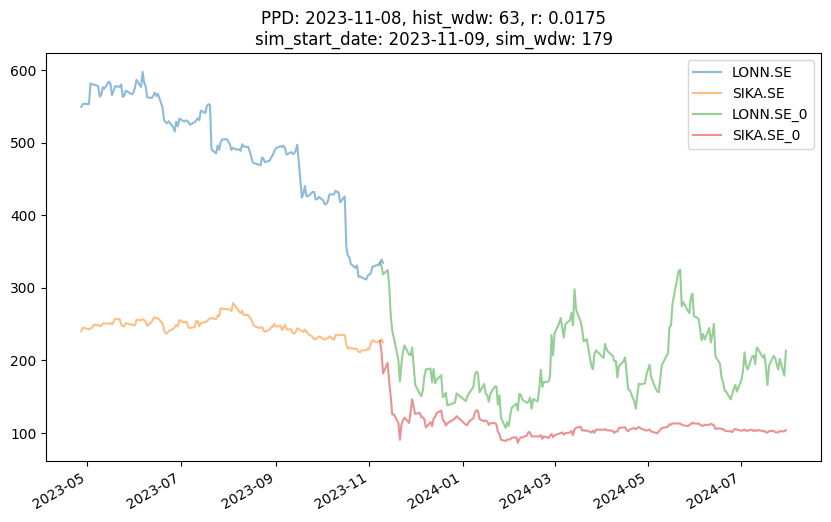 PPD: 2023-11-08, hist_wdw: 63, r: 0.0175
sim_start_date: 2023-11-09, sim_wdw: 179
LONN.SE
SIKA.SE
LONN.SE_0
SIKA.SE_0
600
500
400
300
200
100
2023-05
2023-07
2023-09
2023-11
2024-01
2024-03
2024-05
2024-07